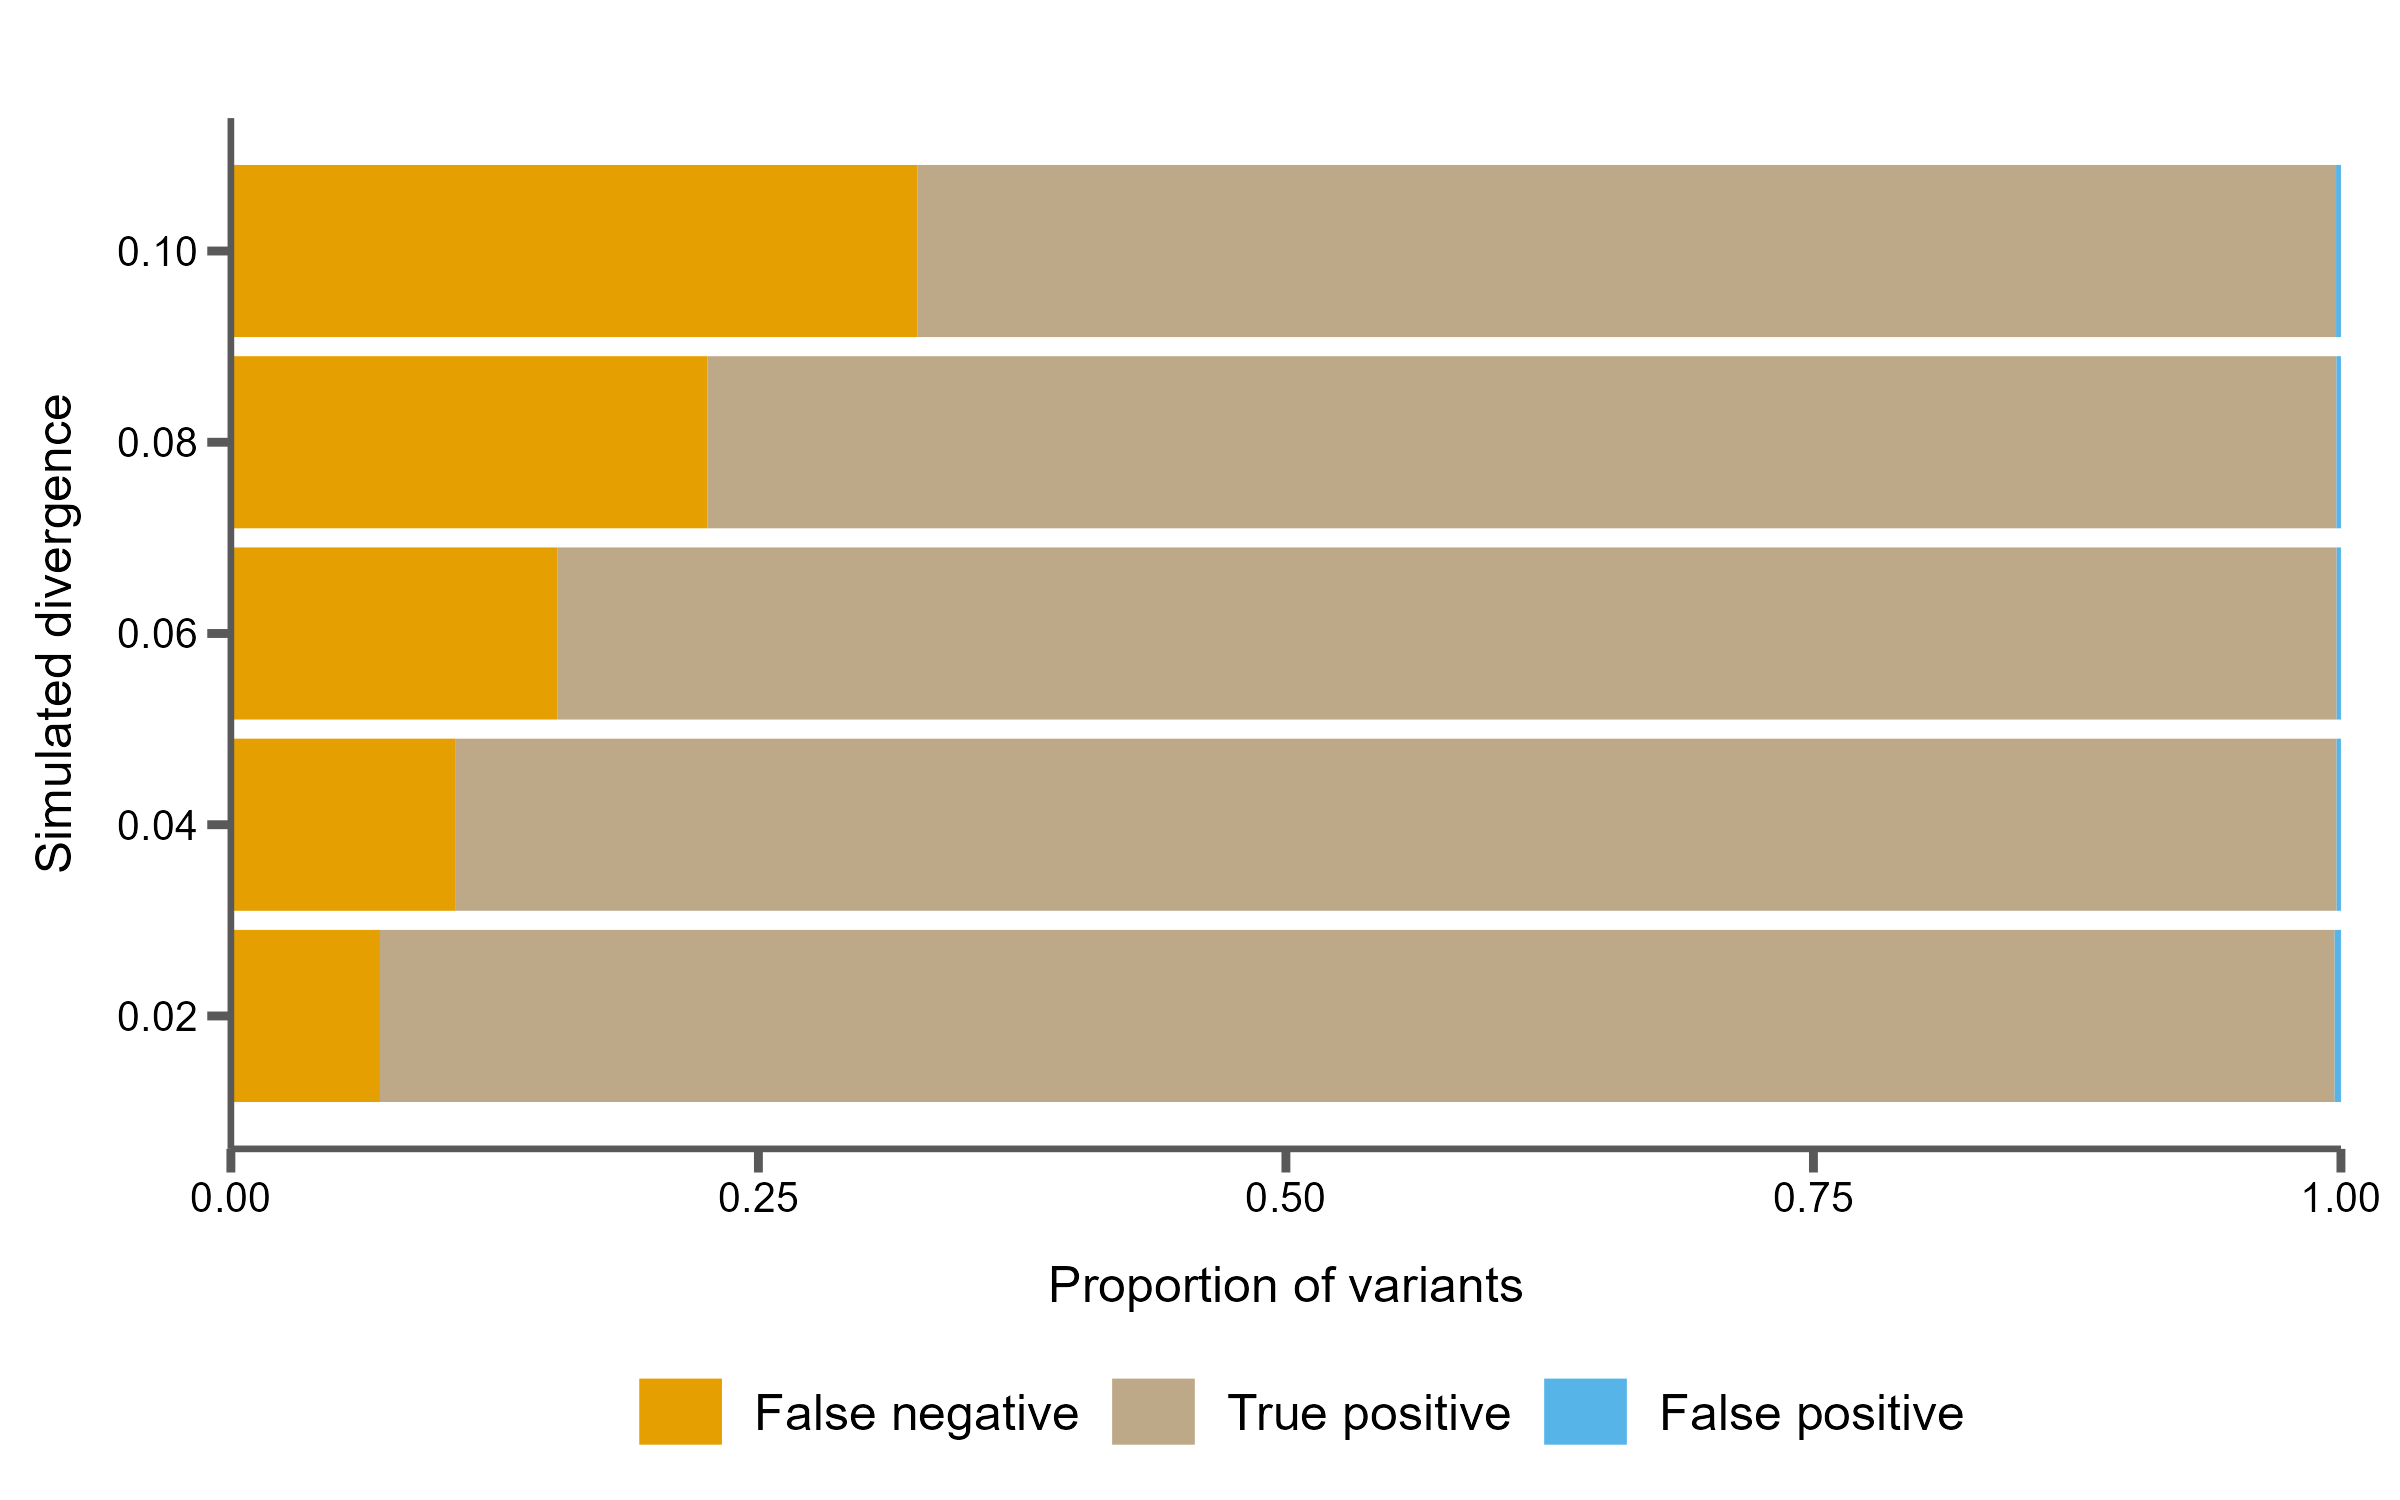 Simulated divergence
0.10
0.08
0.06
0.04
0.02
0.00 0.25 0.50 0.75 1.00
Proportion of variants
False negative True positive False positive